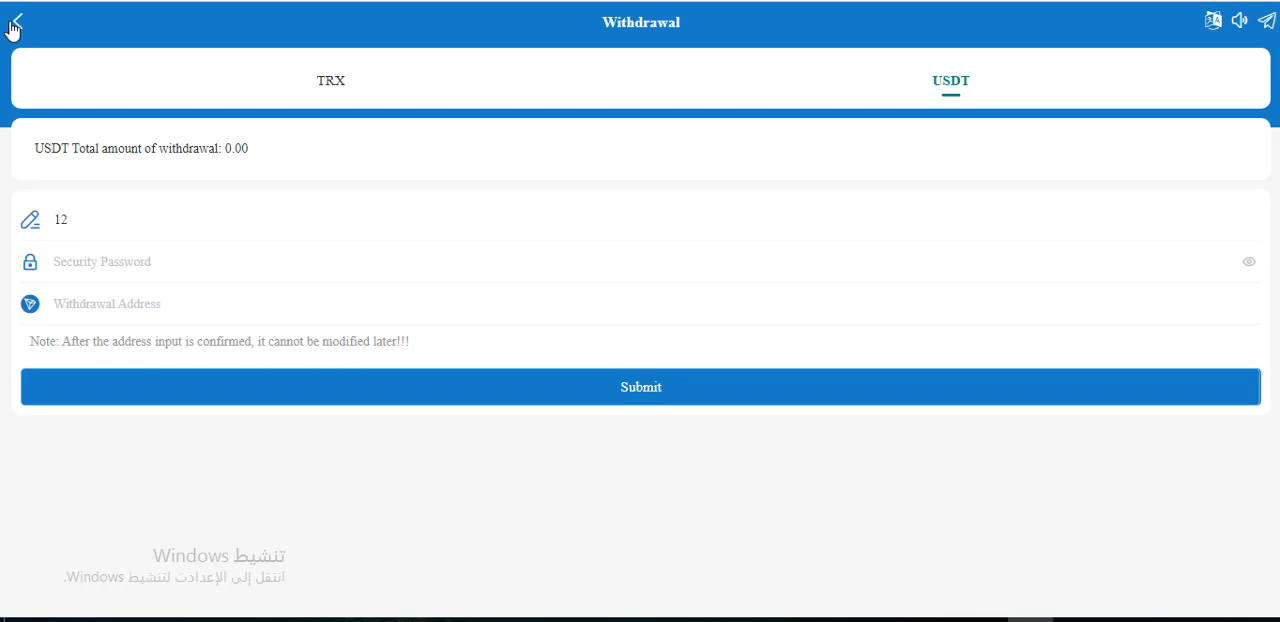 Withdrawal
TRX
USDT
USDT Total amount of withdrawal: 0.00
12
Security Password
Withdrawal Address
Note: After the address input is confirmed, it cannot be modified later!!!
Submit
تنشيط Windows
انتقل إلى الإعدادت لتنشيط Windows.